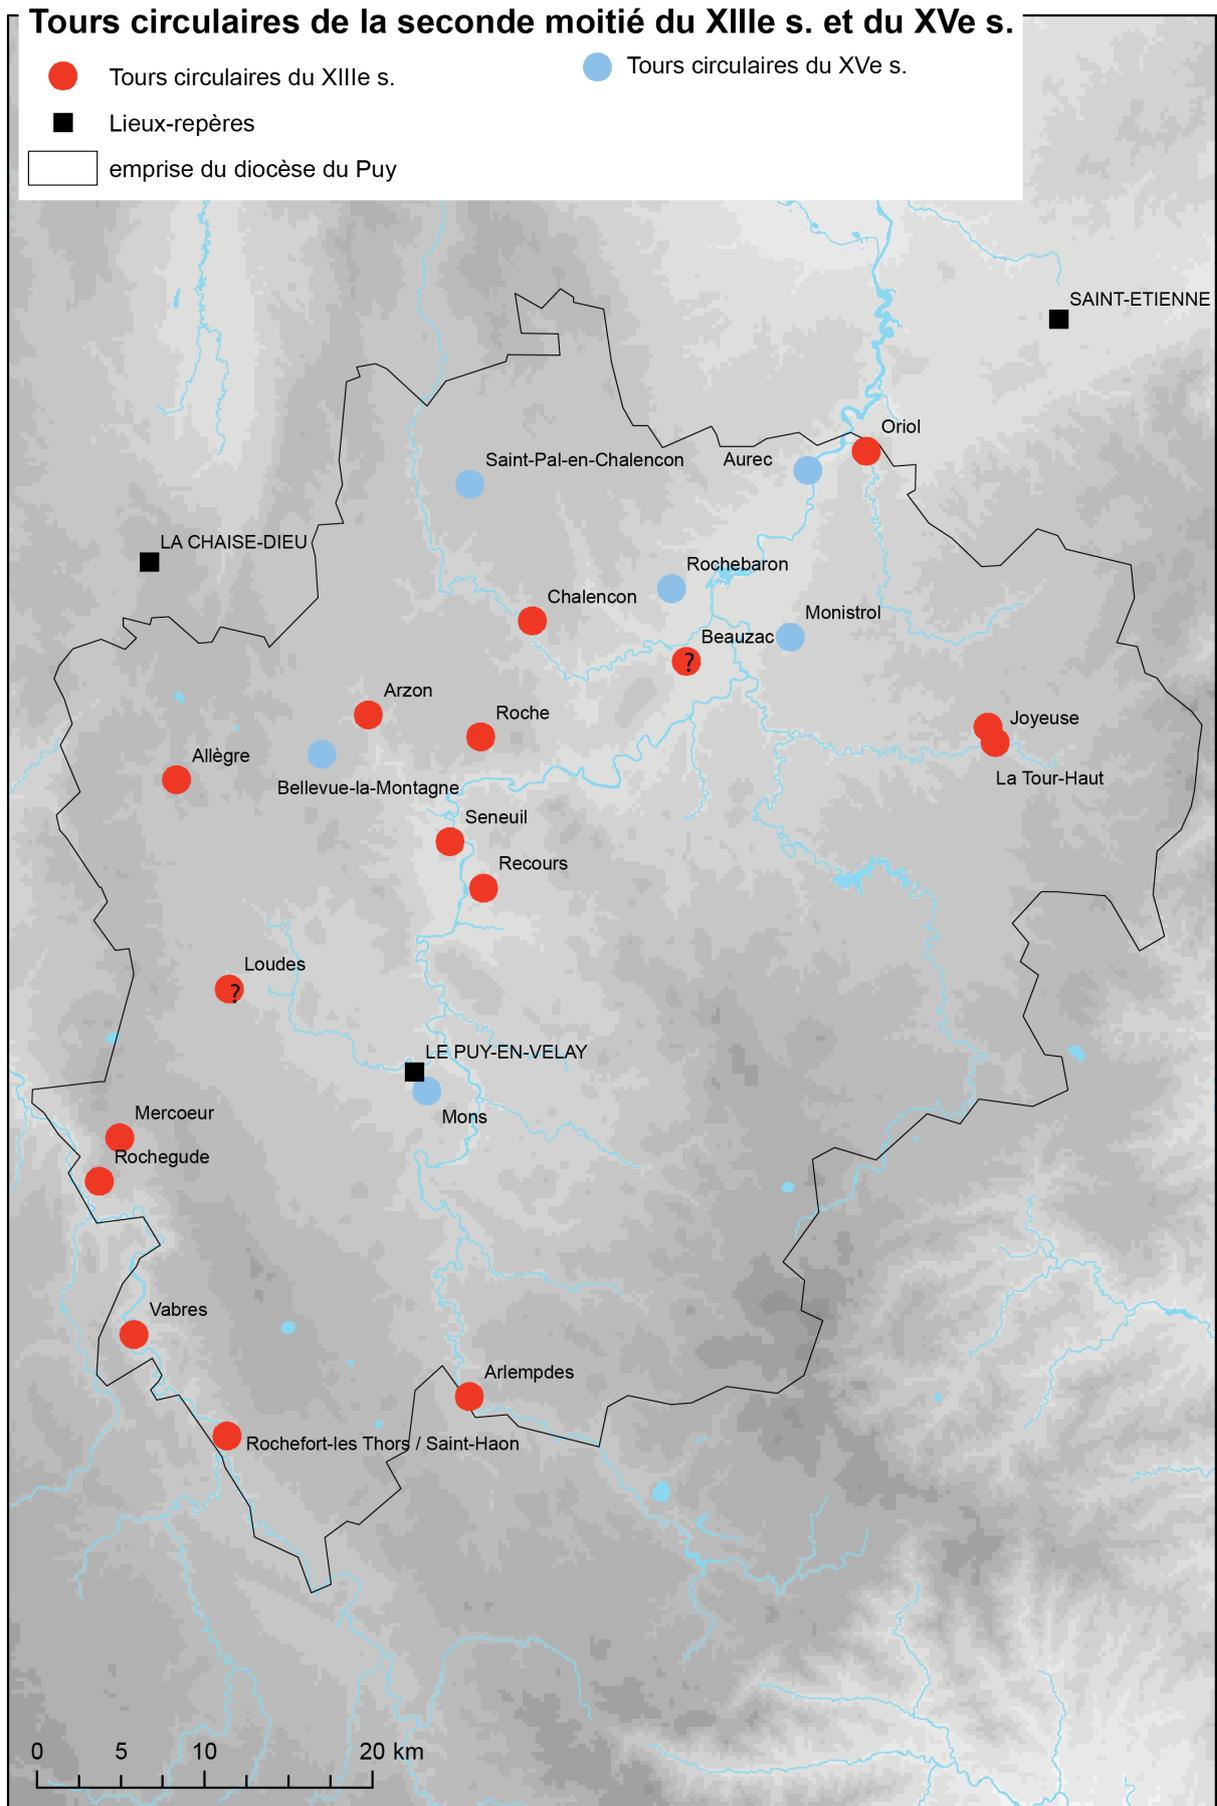 Tours circulaires de la seconde moitié du XIIIe s. et du XVe s.
Tours circulaires du XIIIe s.
Tours circulaires du XVe s.
Lieux-repères
emprise du diocèse du Puy
SAINT-ETIENNE
Oriol
Saint-Pal-en-Chalencon
Aurec
LA CHAISE-DIEU
Rochebaron
Chalencon
Monistrol
Beauzac
?
Arzon
Roche
Joyeuse
Allègre
La Tour-Haut
Bellevue-la-Montagne
Seneuil
Recours
Loudes
?
LE PUY-EN-VELAY
Mons
Mercoeur
Rochegude
Vabres
Arlempdes
Rochefort-les Thors / Saint-Haon
0 5 10 20 km